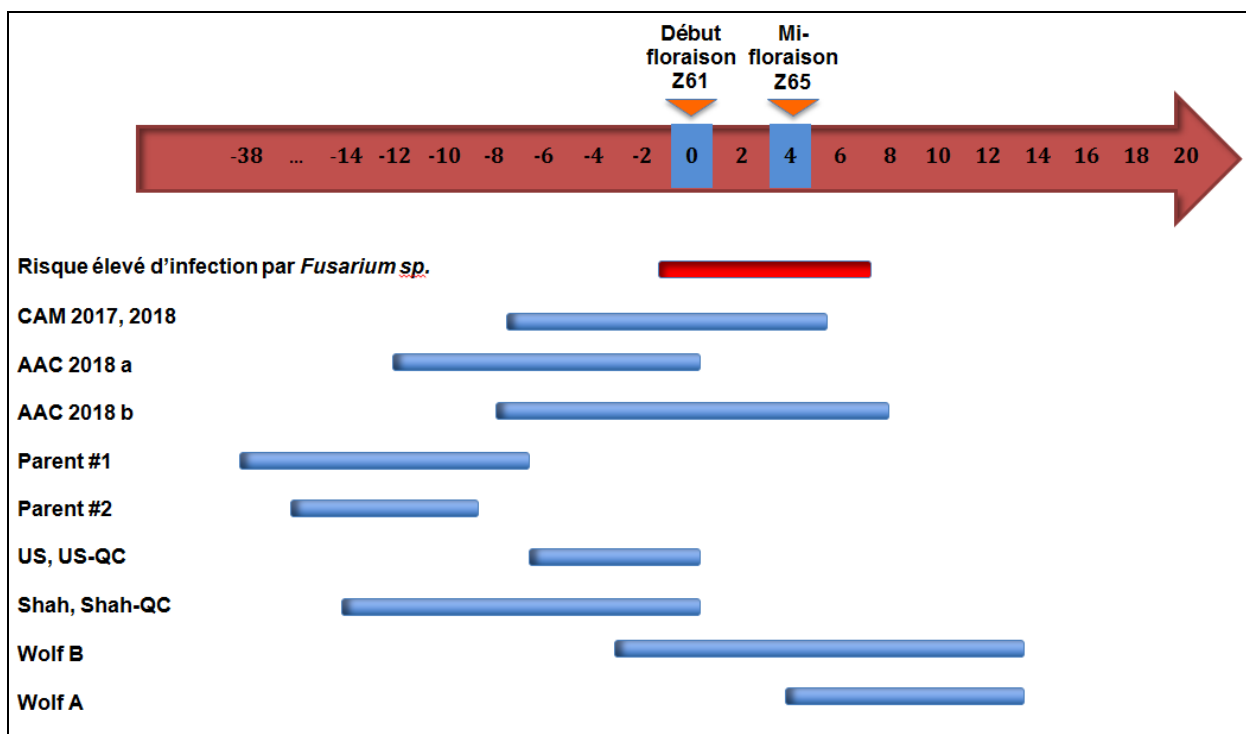 Début
floraison
Z61
Mi-
floraison
Z65
-38 ... -14 -12 -10 -8 -6 -4 -2 0 2 4 6 8 10 12 14 16 18 20
Risque élevé d’infection par Fusarium sp.
CAM 2017, 2018
AAC 2018 a
AAC 2018 b
Parent #1
Parent #2
US, US-QC
Shah, Shah-QC
Wolf B
Wolf A